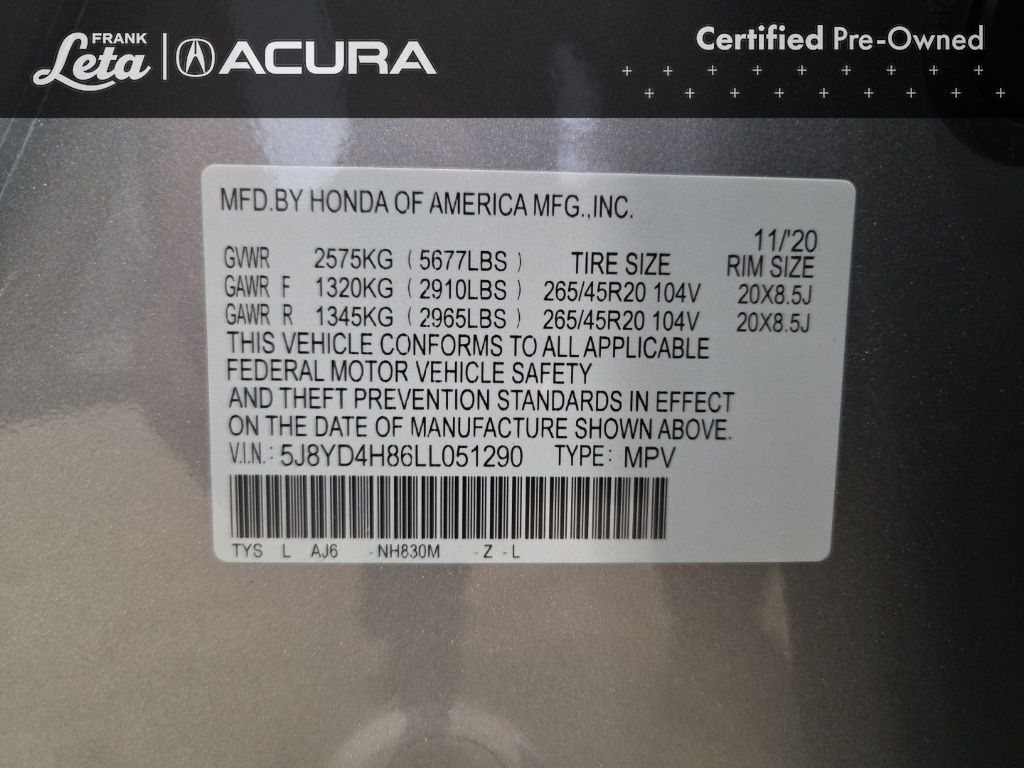 FRANK
Leta
ACURA
Certified Pre-Owned
MFD.BY HONDA OF AMERICA MFG.,INC.
11/'20
GVWR 2575KG (5677LBS) TIRE SIZE RIM SIZE
GAWR F 1320KG (2910LBS) 265/45R20 104V 20X8.5J
GAWR R 1345KG (2965LBS) 265/45R20 104V 20X8.5J
THIS VEHICLE CONFORMS TO ALL APPLICABLE
FEDERAL MOTOR VEHICLE SAFETY
AND THEFT PREVENTION STANDARDS IN EFFECT
ON THE DATE OF MANUFACTURE SHOWN ABOVE.
V.I.N.: 5J8YD4H86LL051290 TYPE: MPV
TYS L AJ6 -NH830M -Z -L